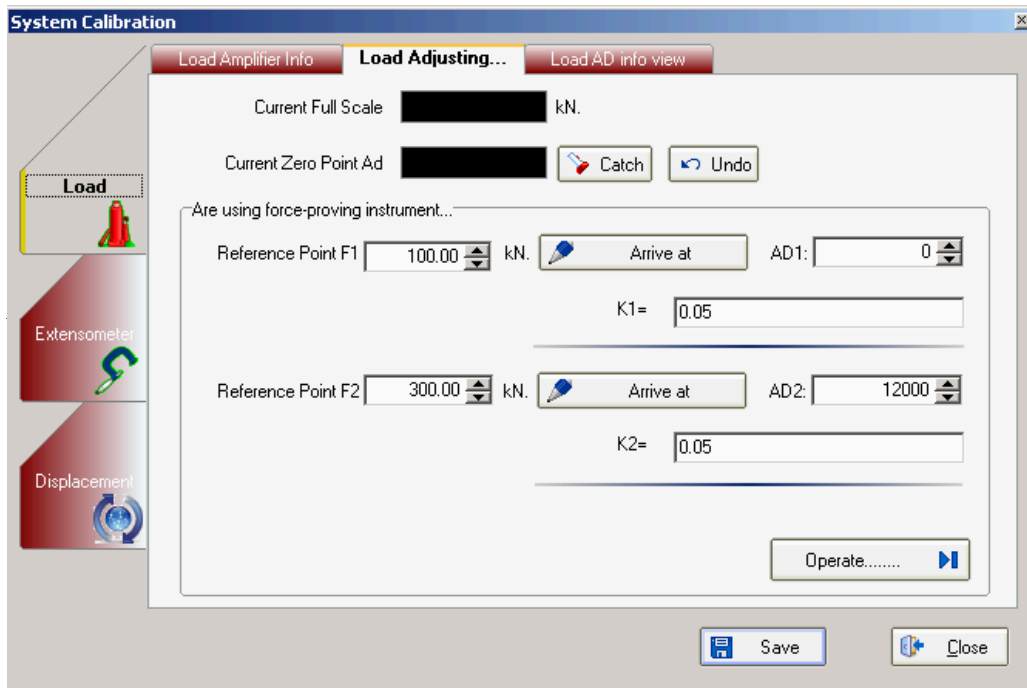 System Calibration
Load Amplifier Info
Load Adjusting...
Load AD info view
Current Full Scale
kN.
Current Zero Point Ad
Catch
Undo
Load
Are using force-proving instrument...
Reference Point F1
100.00
kN.
Arrive at
AD1:
0
K1=
0.05
Extensometer
Reference Point F2
300.00
kN.
Arrive at
AD2:
12000
K2=
0.05
Displacement
Operate........
Save
Close